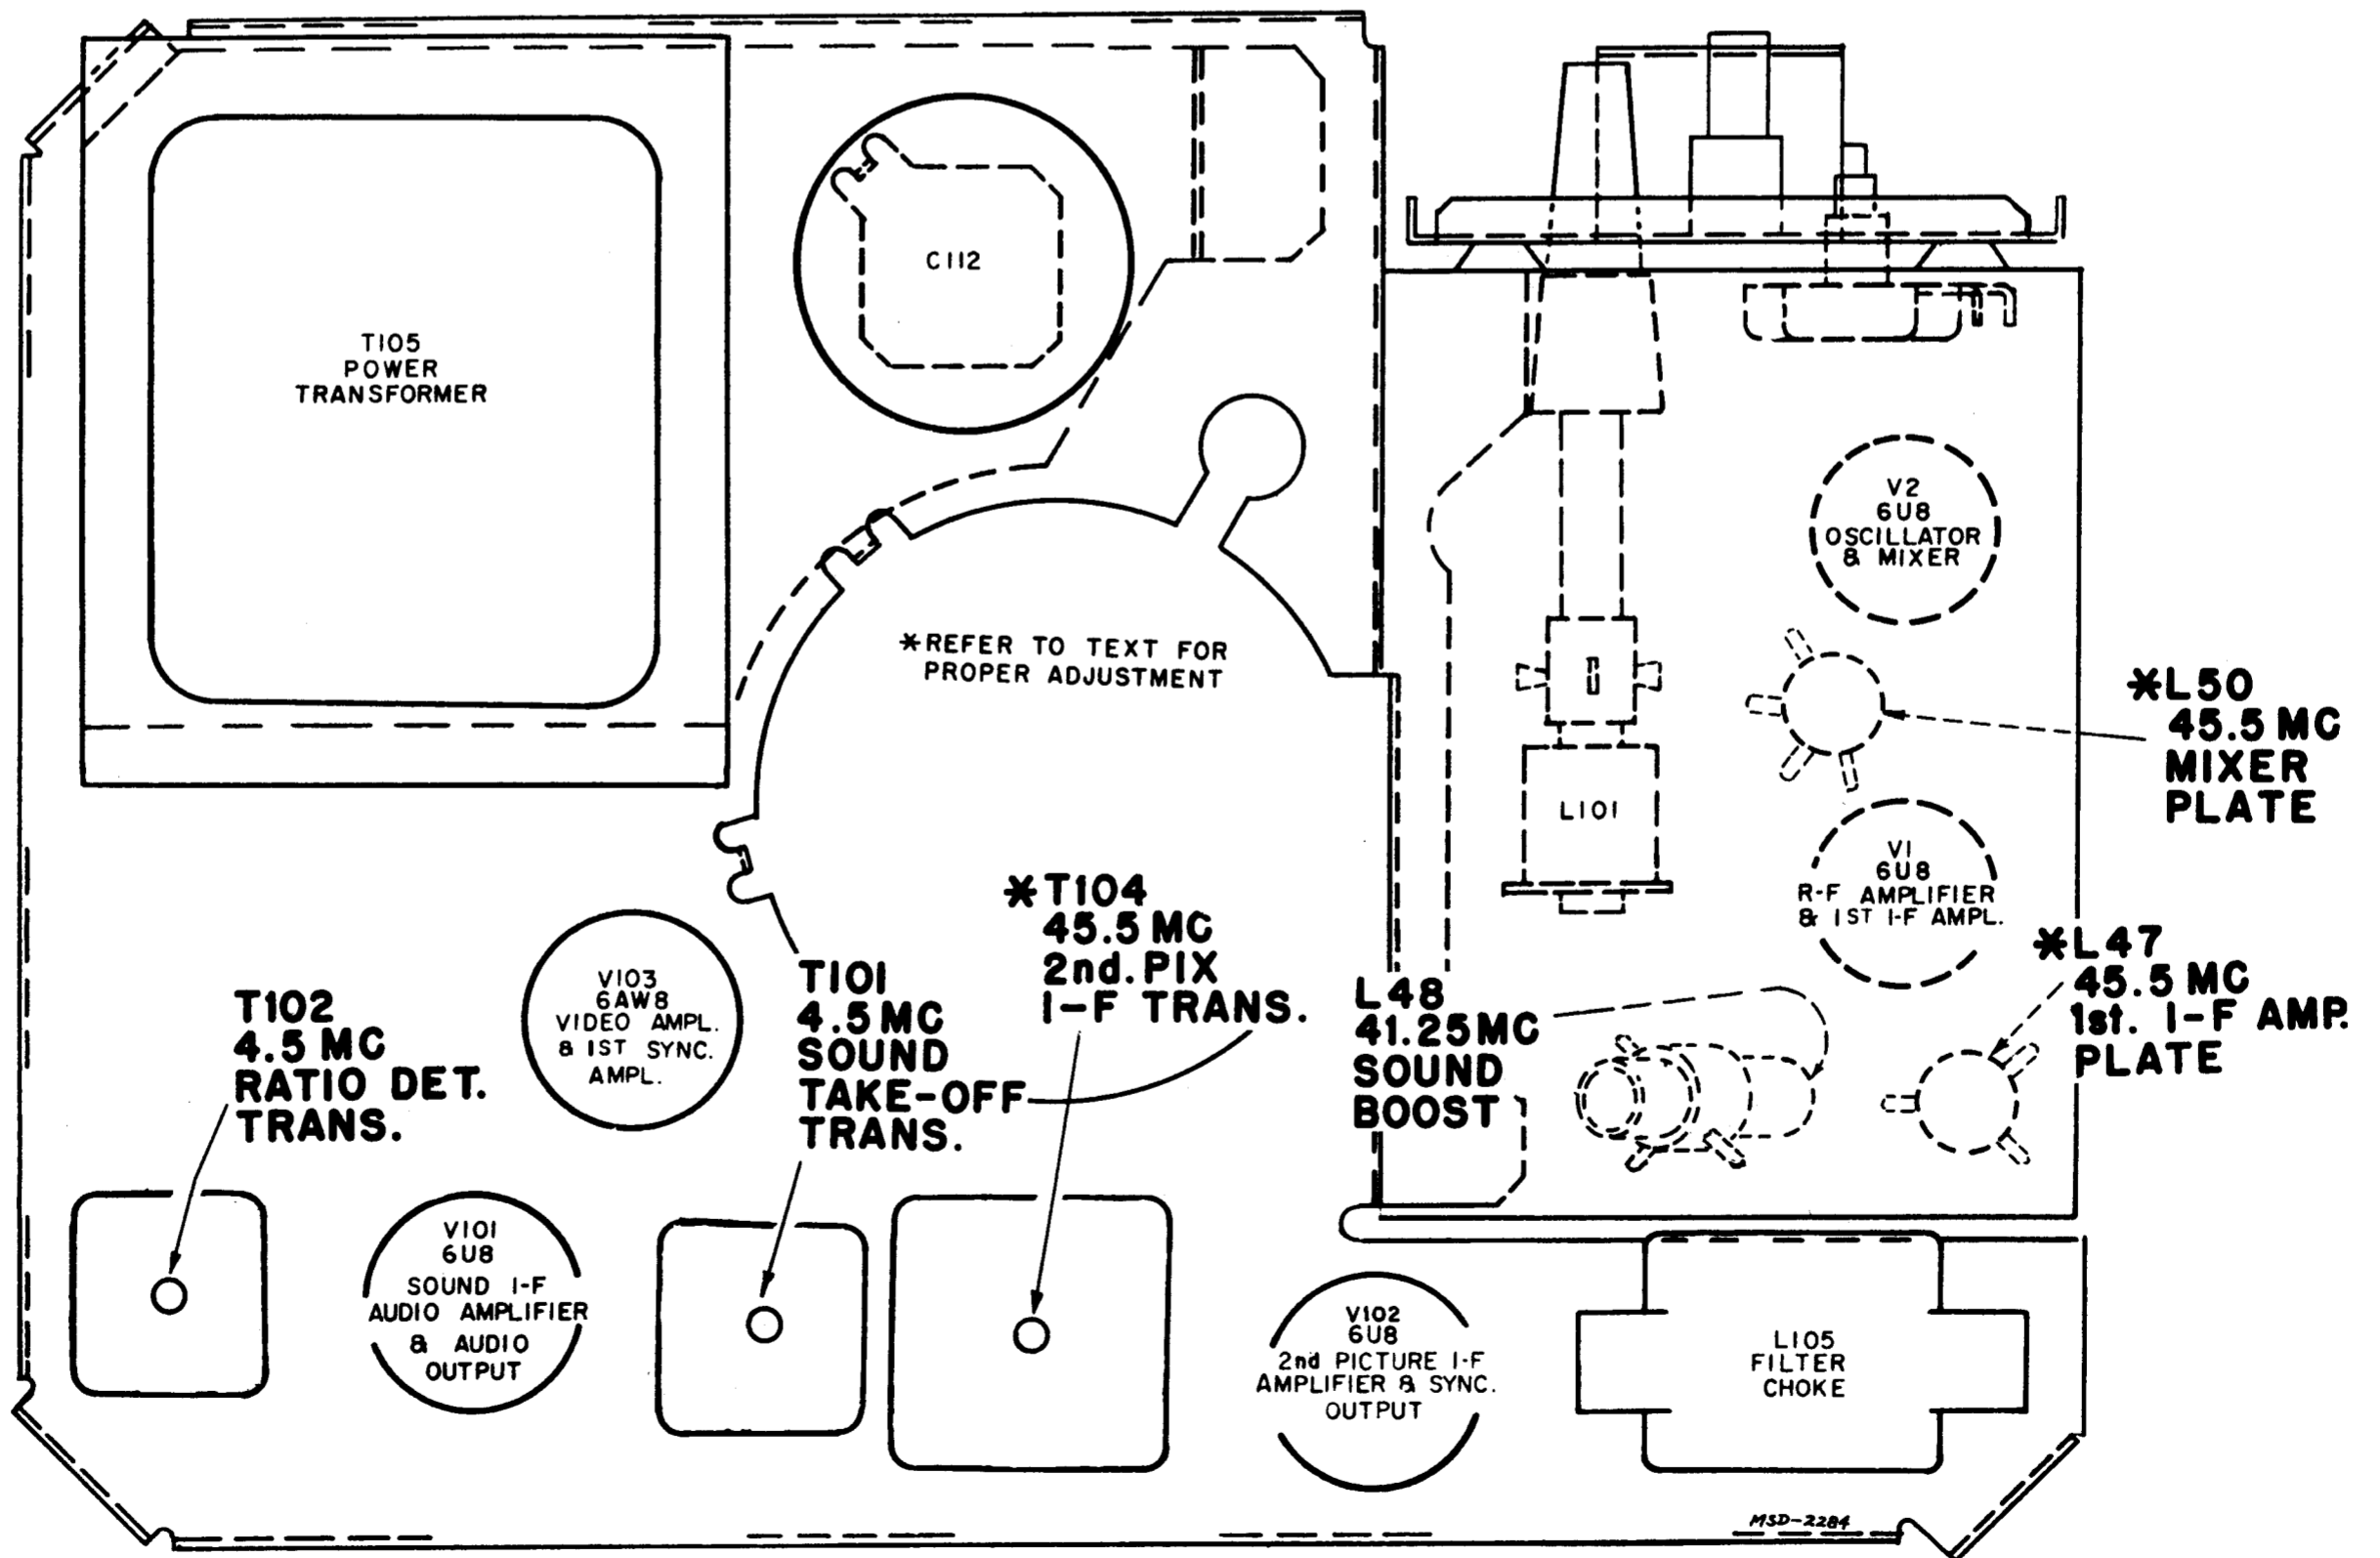 T105
POWER
TRANSFORMER
C112
V2
6U8
OSCILLATOR
& MIXER
*REFER TO TEXT FOR
PROPER ADJUSTMENT
*L50
45.5 MC
MIXER
PLATE
L101
V1
6U8
R-F AMPLIFIER
& 1ST I-F AMPL.
*T104
45.5 MC
2nd. PIX
I-F TRANS.
*L47
45.5 MC
1st. I-F AMP.
PLATE
V103
6AW8
VIDEO AMPL.
& 1ST SYNC.
AMPL.
T101
4.5 MC
SOUND
TAKE-OFF
TRANS.
L48
41.25 MC
SOUND
BOOST
T102
4.5 MC
RATIO DET.
TRANS.
V101
6U8
SOUND I-F
AUDIO AMPLIFIER
& AUDIO
OUTPUT
V102
6U8
2nd PICTURE I-F
AMPLIFIER & SYNC.
OUTPUT
L105
FILTER
CHOKE
MSD-2284